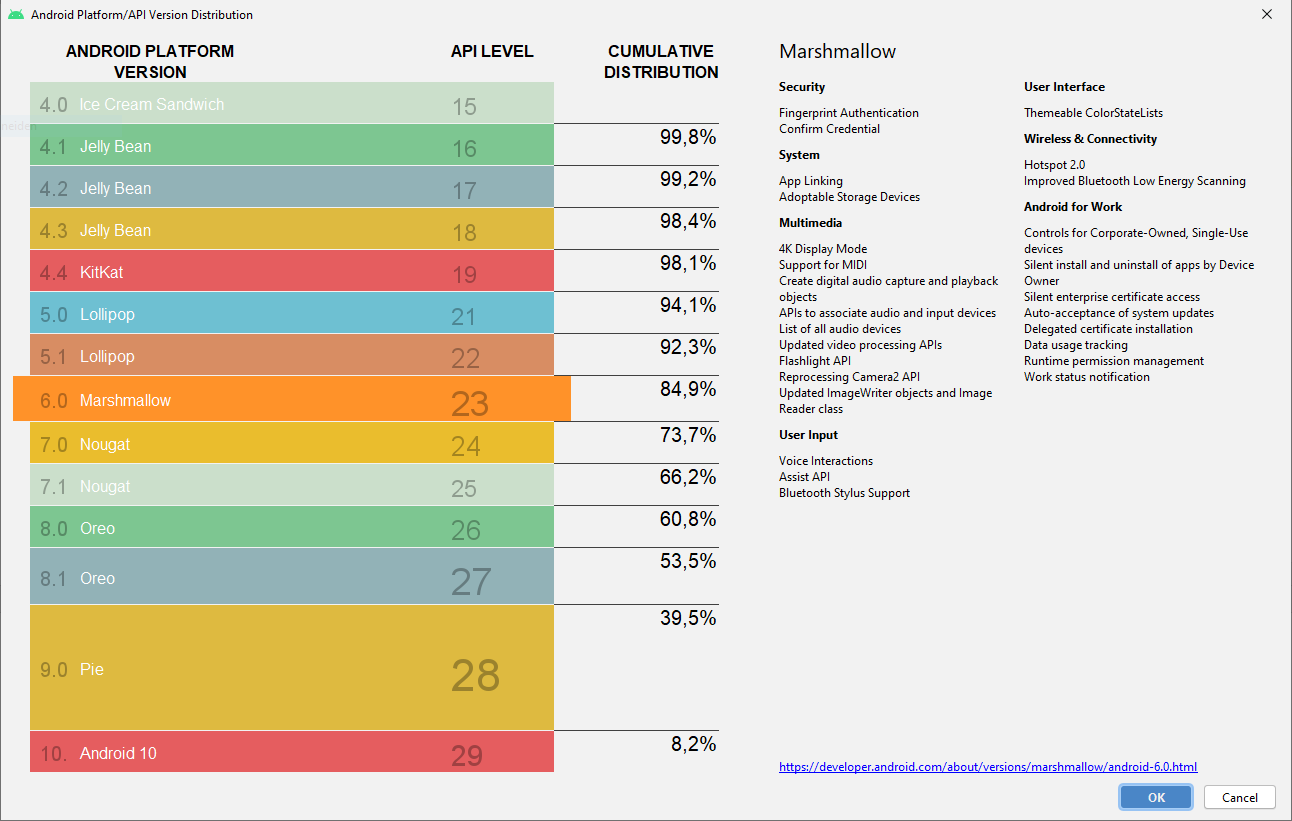 Android Platform/API Version Distribution
ANDROID PLATFORM
VERSION
API LEVEL
CUMULATIVE
DISTRIBUTION
4.0 Ice Cream Sandwich 15
neiden
99,8%
4.1 Jelly Bean 16
99,2%
4.2 Jelly Bean 17
98,4%
4.3 Jelly Bean 18
98,1%
4.4 KitKat 19
94,1%
5.0 Lollipop 21
92,3%
5.1 Lollipop 22
84,9%
6.0 Marshmallow 23
73,7%
7.0 Nougat 24
66,2%
7.1 Nougat 25
60,8%
8.0 Oreo 26
53,5%
8.1 Oreo 27
39,5%
9.0 Pie 28
8,2%
10. Android 10 29
Marshmallow
Security
Fingerprint Authentication
Confirm Credential
System
App Linking
Adoptable Storage Devices
Multimedia
4K Display Mode
Support for MIDI
Create digital audio capture and playback
objects
APIs to associate audio and input devices
List of all audio devices
Updated video processing APIs
Flashlight API
Reprocessing Camera2 API
Updated ImageWriter objects and Image
Reader class
User Input
Voice Interactions
Assist API
Bluetooth Stylus Support
User Interface
Themeable ColorStateLists
Wireless & Connectivity
Hotspot 2.0
Improved Bluetooth Low Energy Scanning
Android for Work
Controls for Corporate-Owned, Single-Use
devices
Silent install and uninstall of apps by Device
Owner
Silent enterprise certificate access
Auto-acceptance of system updates
Delegated certificate installation
Data usage tracking
Runtime permission management
Work status notification
https://developer.android.com/about/versions/marshmallow/android-6.0.html
OK
Cancel